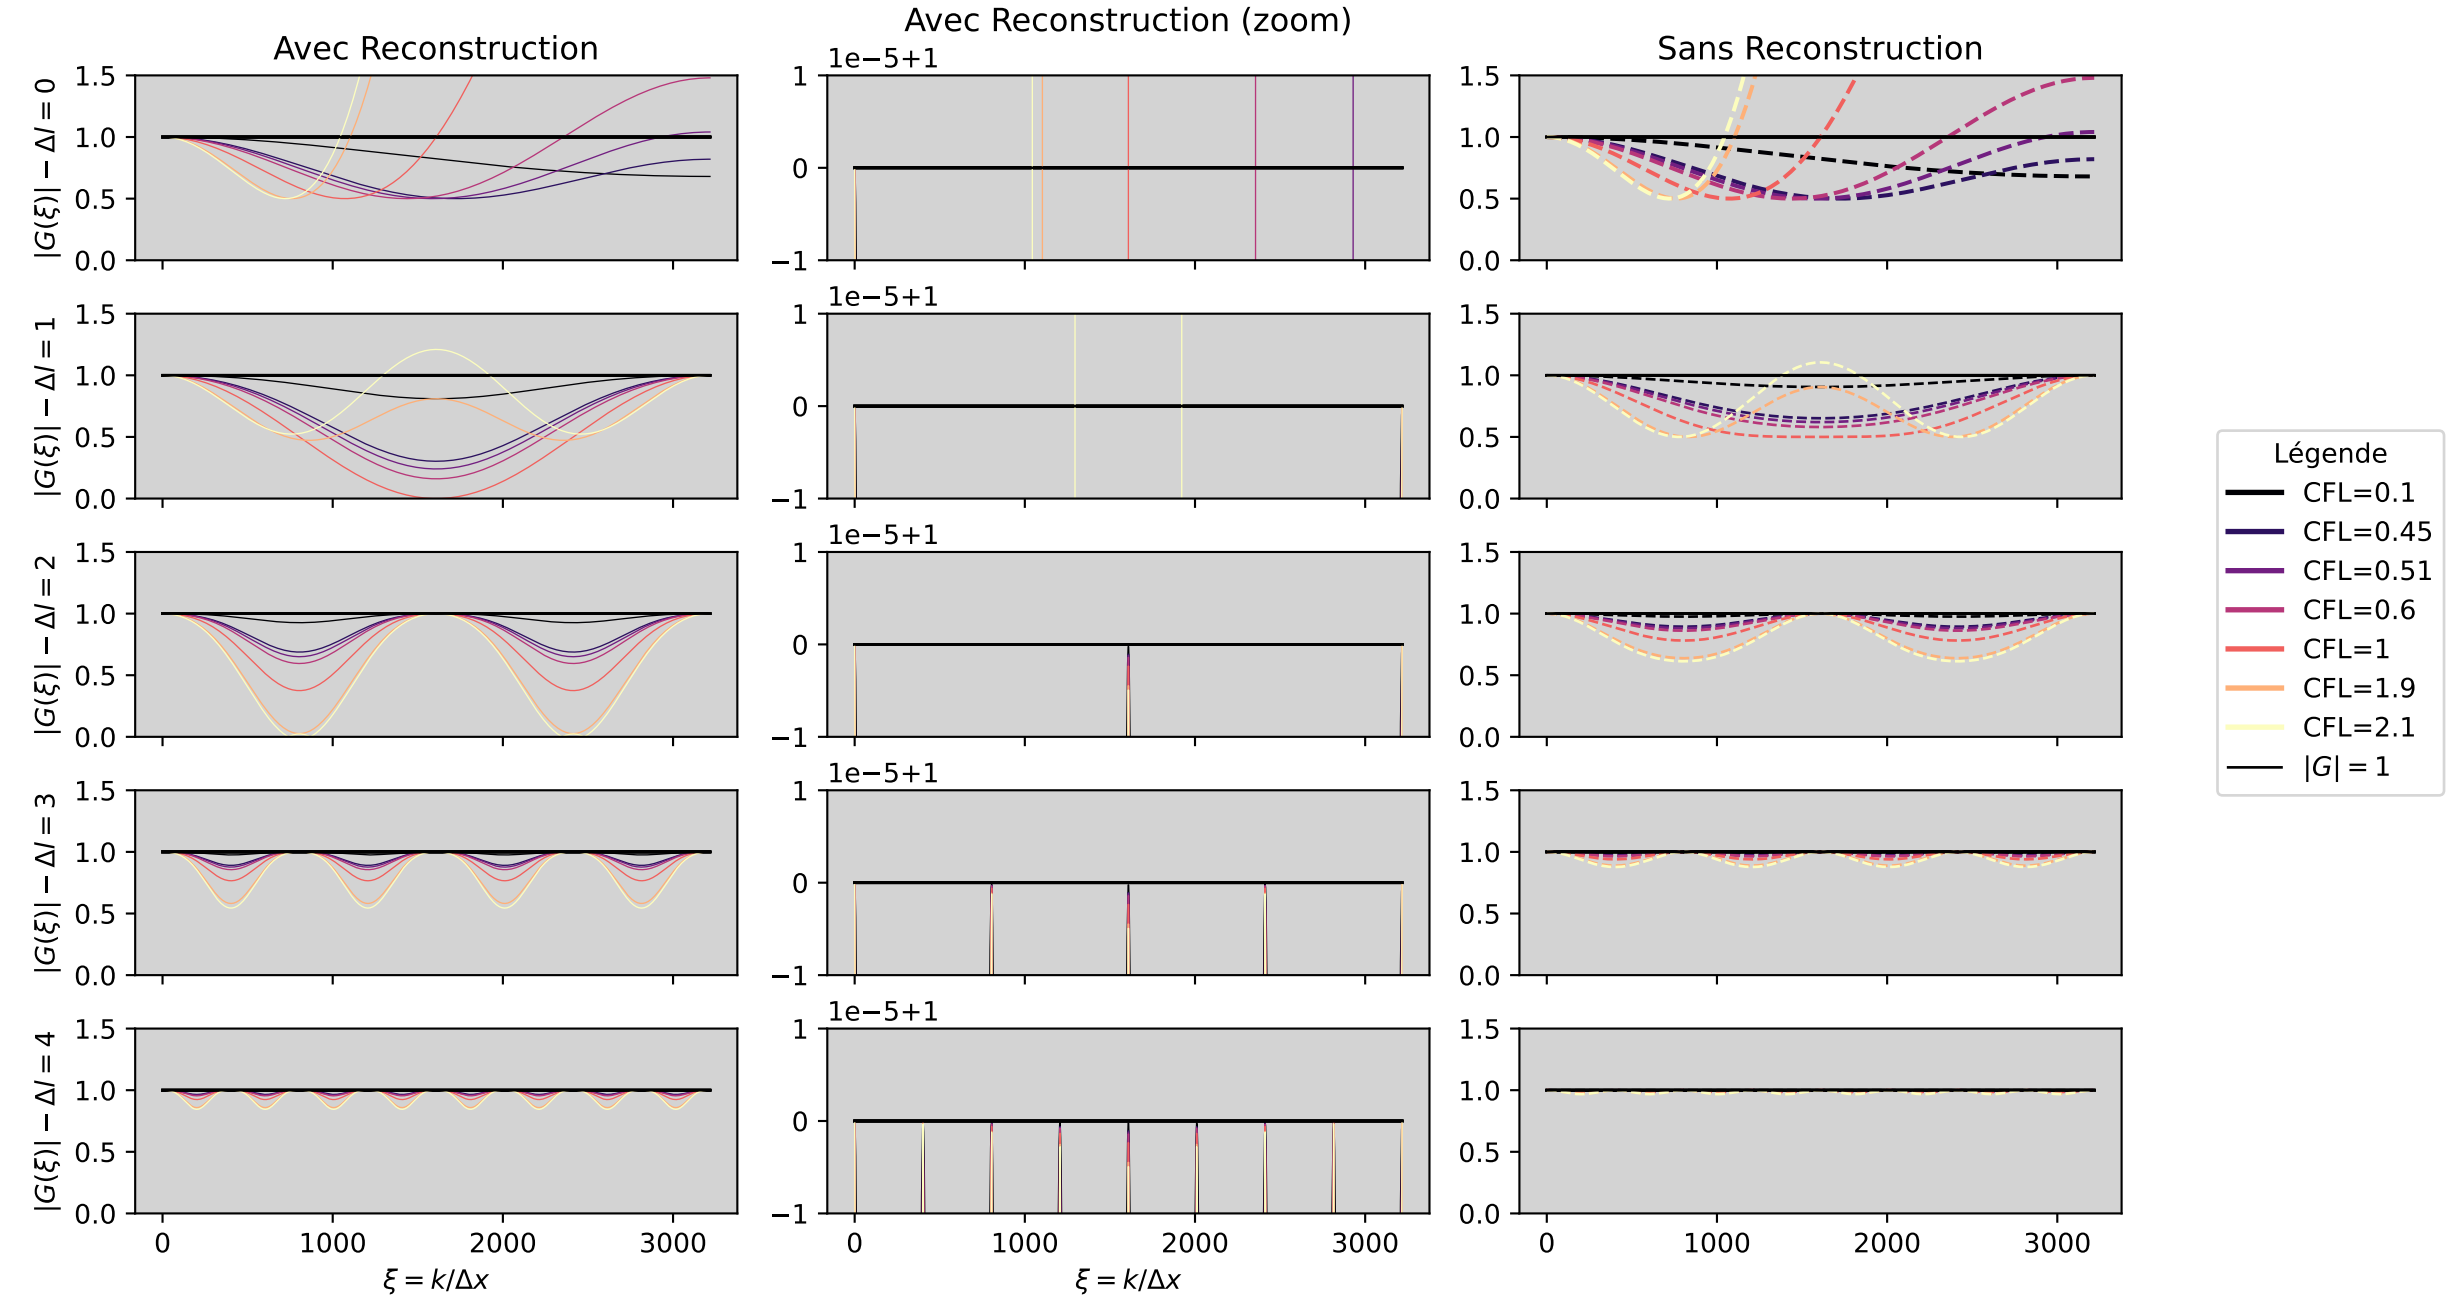 Avec Reconstruction
Avec Reconstruction (zoom)
Sans Reconstruction
|G(ξ)| − Δl = 0
1.5
1.0
0.5
0.0
1e−5+1
1
0
−1
1.5
1.0
0.5
0.0
|G(ξ)| − Δl = 1
1.5
1.0
0.5
0.0
1e−5+1
1
0
−1
1.5
1.0
0.5
0.0
|G(ξ)| − Δl = 2
1.5
1.0
0.5
0.0
1e−5+1
1
0
−1
1.5
1.0
0.5
0.0
|G(ξ)| − Δl = 3
1.5
1.0
0.5
0.0
1e−5+1
1
0
−1
1.5
1.0
0.5
0.0
|G(ξ)| − Δl = 4
1.5
1.0
0.5
0.0
1e−5+1
1
0
−1
1.5
1.0
0.5
0.0
0 1000 2000 3000
ξ = k/Δx
0 1000 2000 3000
ξ = k/Δx
0 1000 2000 3000
Légende
CFL=0.1
CFL=0.45
CFL=0.51
CFL=0.6
CFL=1
CFL=1.9
CFL=2.1
|G| = 1